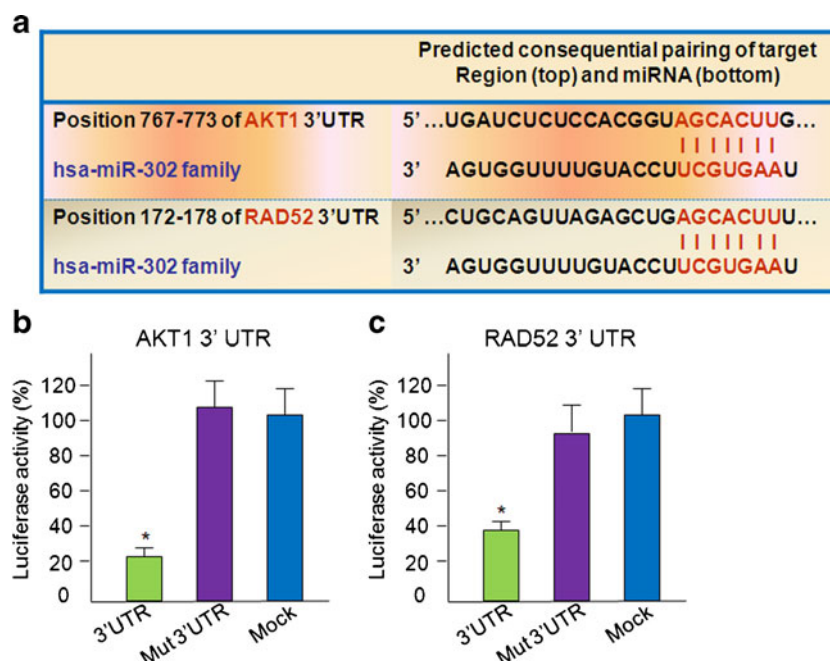 a
Predicted consequential pairing of target
Region (top) and miRNA (bottom)
Position 767-773 of AKT1 3'UTR 5' ...UGAUCUCUCCACGGUAGCACUUG...
hsa-miR-302 family 3' AGUGGUUUUGUACCUUCGUGAAU
Position 172-178 of RAD52 3'UTR 5' ...CUGCAGUUAGAGCUGAGCACUUU...
hsa-miR-302 family 3' AGUGGUUUUGUACCUUCGUGAAU
b
AKT1 3' UTR
Luciferase activity (%)
120
100
80
60
40
20
0
*
3'UTR
Mut 3'UTR
Mock
c
RAD52 3' UTR
Luciferase activity (%)
120
100
80
60
40
20
0
*
3'UTR
Mut 3'UTR
Mock